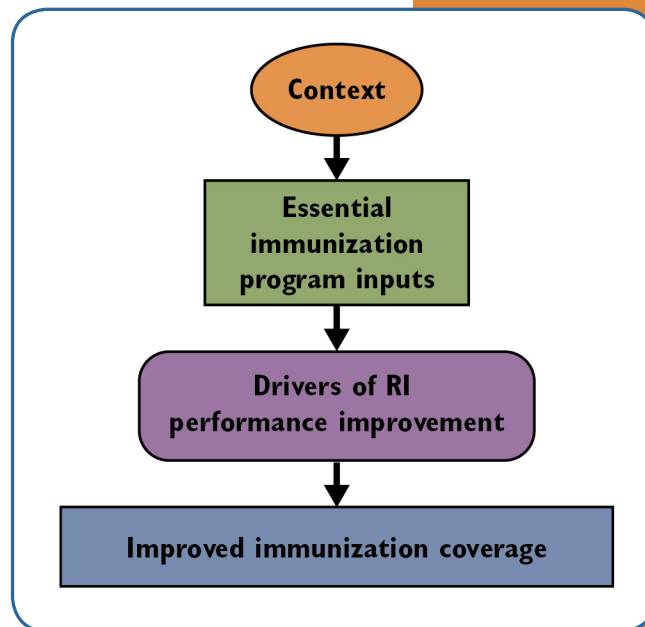 Context
Essential
immunization
program inputs
Drivers of RI
performance improvement
Improved immunization coverage